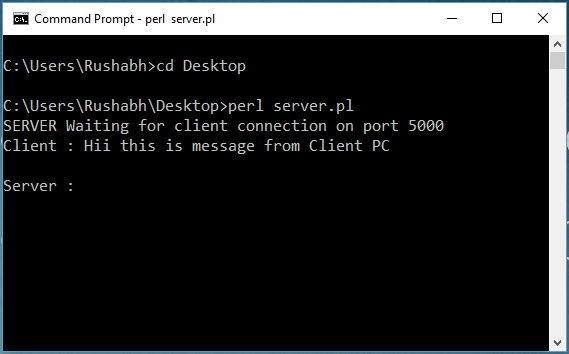 Command Prompt - perl server.pl
C:\Users\Rushabh>cd Desktop
C:\Users\Rushabh\Desktop>perl server.pl
SERVER Waiting for client connection on port 5000
Client : Hii this is message from Client PC
Server :